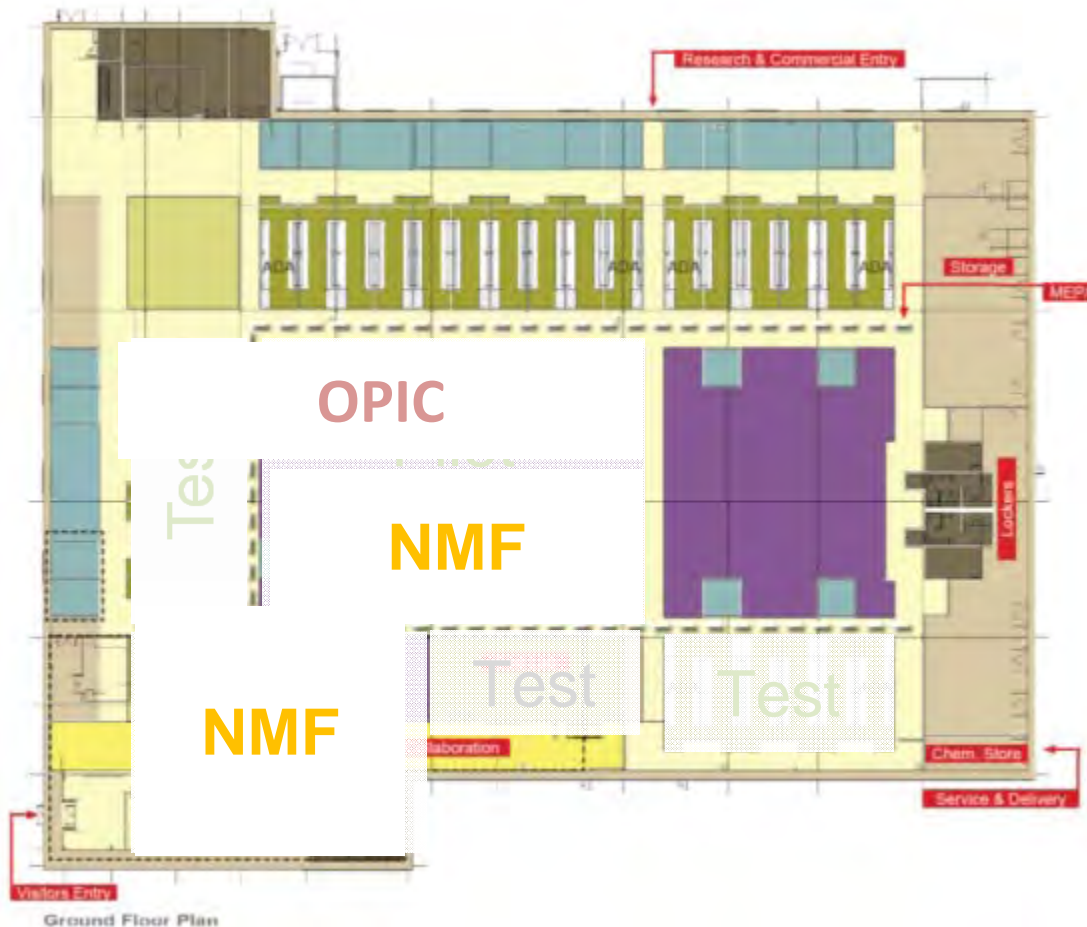 Research & Commercial Entry
ADA
ADA
ADA
ADA
Storage
MEP
OPIC
Tes
NMF
Lockers
Test
Test
NMF
laboration
Chem. Store
Service & Delivery
Visitors Entry
Ground Floor Plan